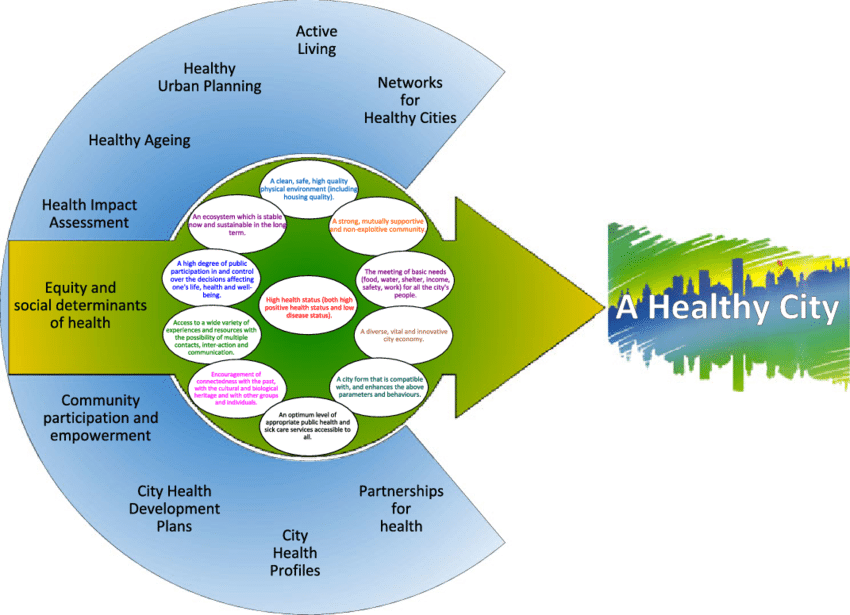 Active
Living
Healthy
Urban Planning
Networks
for
Healthy Cities
Healthy Ageing
Health Impact
Assessment
Equity and
social determinants
of health
Community
participation and
empowerment
City Health
Development
Plans
City
Health
Profiles
Partnerships
for
health
A clean, safe, high quality
physical environment (including
housing quality).
An ecosystem which is stable
now and sustainable in the long
term.
A strong, mutually supportive
and non-exploitive community.
A high degree of public
participation in and control
over the decisions affecting
one's life, health and well-
being.
The meeting of basic needs
(food, water, shelter, income,
safety, work) for all the city's
people.
High health status (both high
positive health status and low
disease status).
Access to a wide variety of
experiences and resources with
the possibility of multiple
contacts, inter-action and
communication.
A diverse, vital and innovative
city economy.
Encouragement of
connectedness with the past,
with the cultural and biological
heritage and with other groups
and individuals.
A city form that is compatible
with, and enhances the above
parameters and behaviours.
An optimum level of
appropriate public health and
sick care services accessible to
all.
A Healthy City